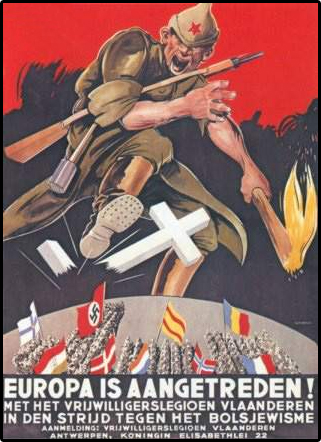 EUROPA IS AANGETREDEN!
MET HET VRIJWILLIGERSLEGIOEN VLAANDEREN
IN DEN STRIJD TEGEN HET BOLSJEWISME
AANMELDING: VRIJWILLIGERSLEGIOEN VLAANDEREN
ANTWERPEN, KONINGIN ELISABETHLEI 28